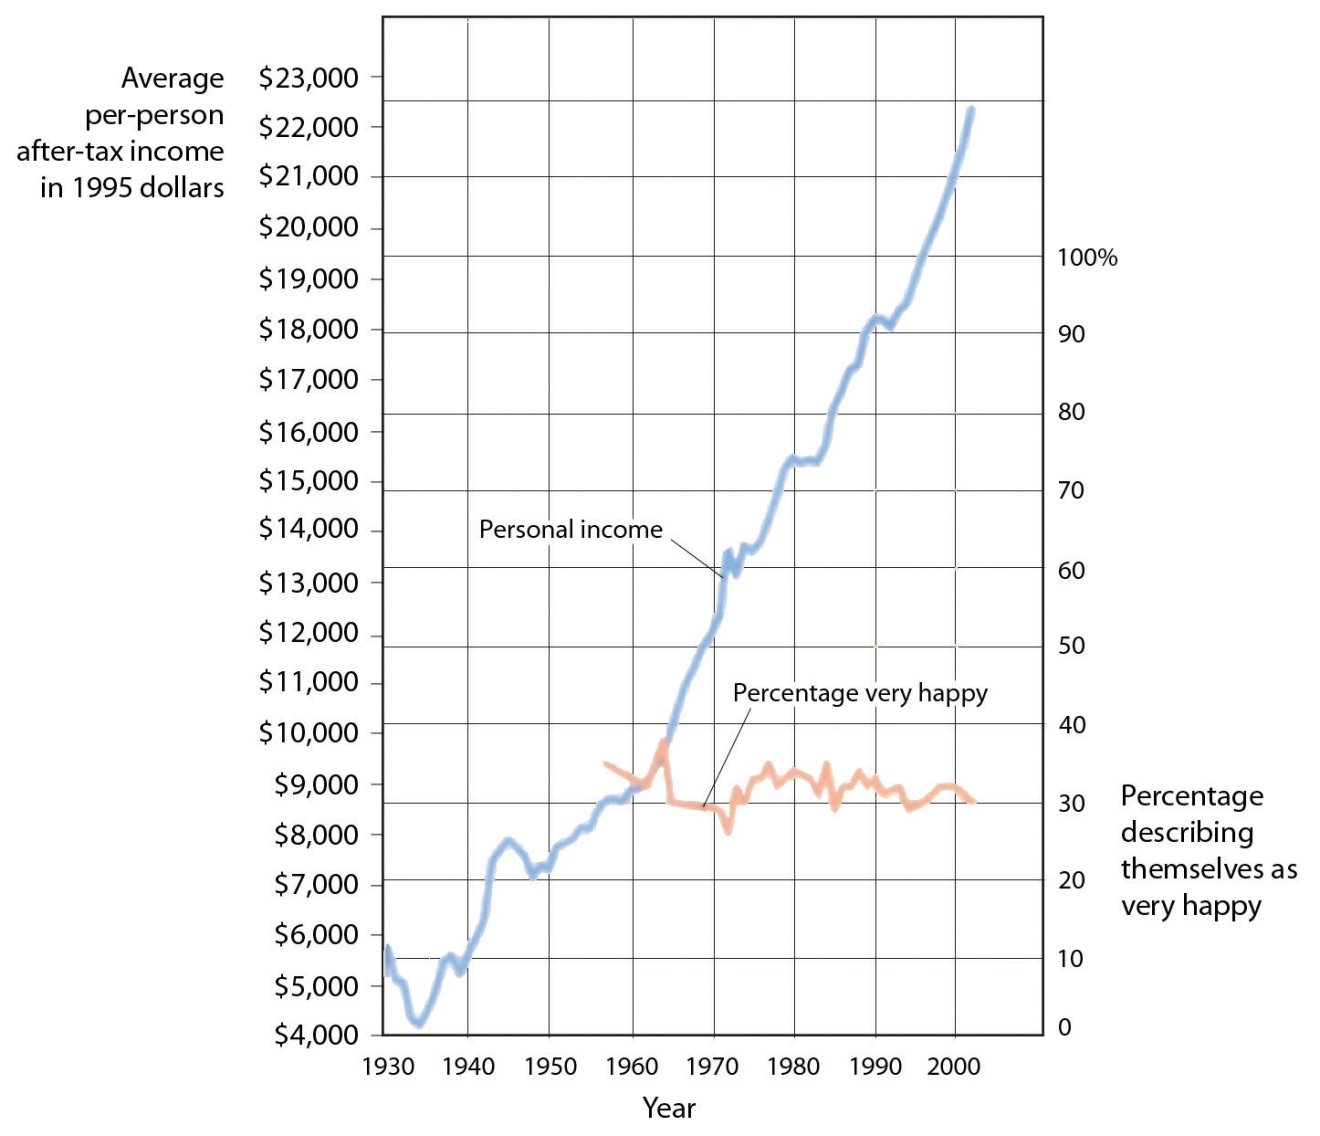 Average
per-person
after-tax income
in 1995 dollars
$23,000
$22,000
$21,000
$20,000
$19,000
$18,000
$17,000
$16,000
$15,000
$14,000
$13,000
$12,000
$11,000
$10,000
$9,000
$8,000
$7,000
$6,000
$5,000
$4,000
Personal income
Percentage very happy
100%
90
80
70
60
50
40
30
20
10
0
Percentage
describing
themselves as
very happy
1930 1940 1950 1960 1970 1980 1990 2000
Year